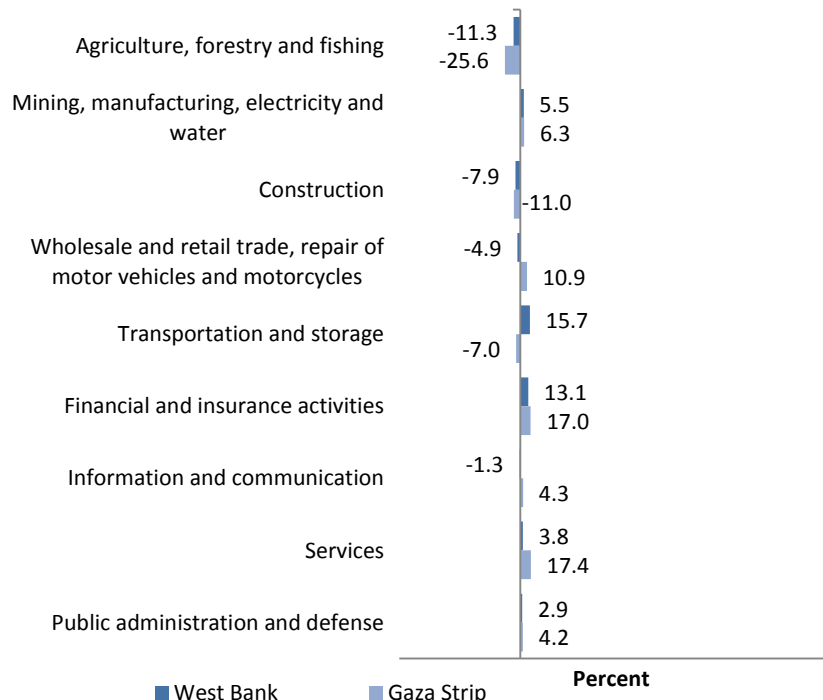 -11.3
Agriculture, forestry and fishing
-25.6
Mining, manufacturing, electricity and
water
5.5
6.3
-7.9
Construction
-11.0
-4.9
Wholesale and retail trade, repair of
motor vehicles and motorcycles
10.9
15.7
Transportation and storage
-7.0
13.1
Financial and insurance activities
17.0
-1.3
Information and communication
4.3
3.8
Services
17.4
2.9
Public administration and defense
4.2
Percent
West Bank Gaza Strip